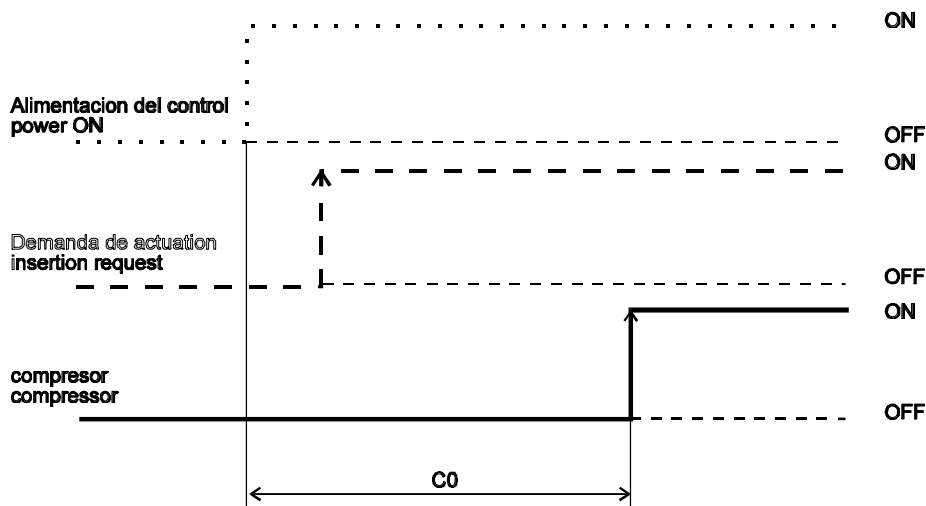 ON
Alimentacion del control
power ON
OFF
ON
Demanda de actuation
insertion request
OFF
ON
compresor
compressor
OFF
C0